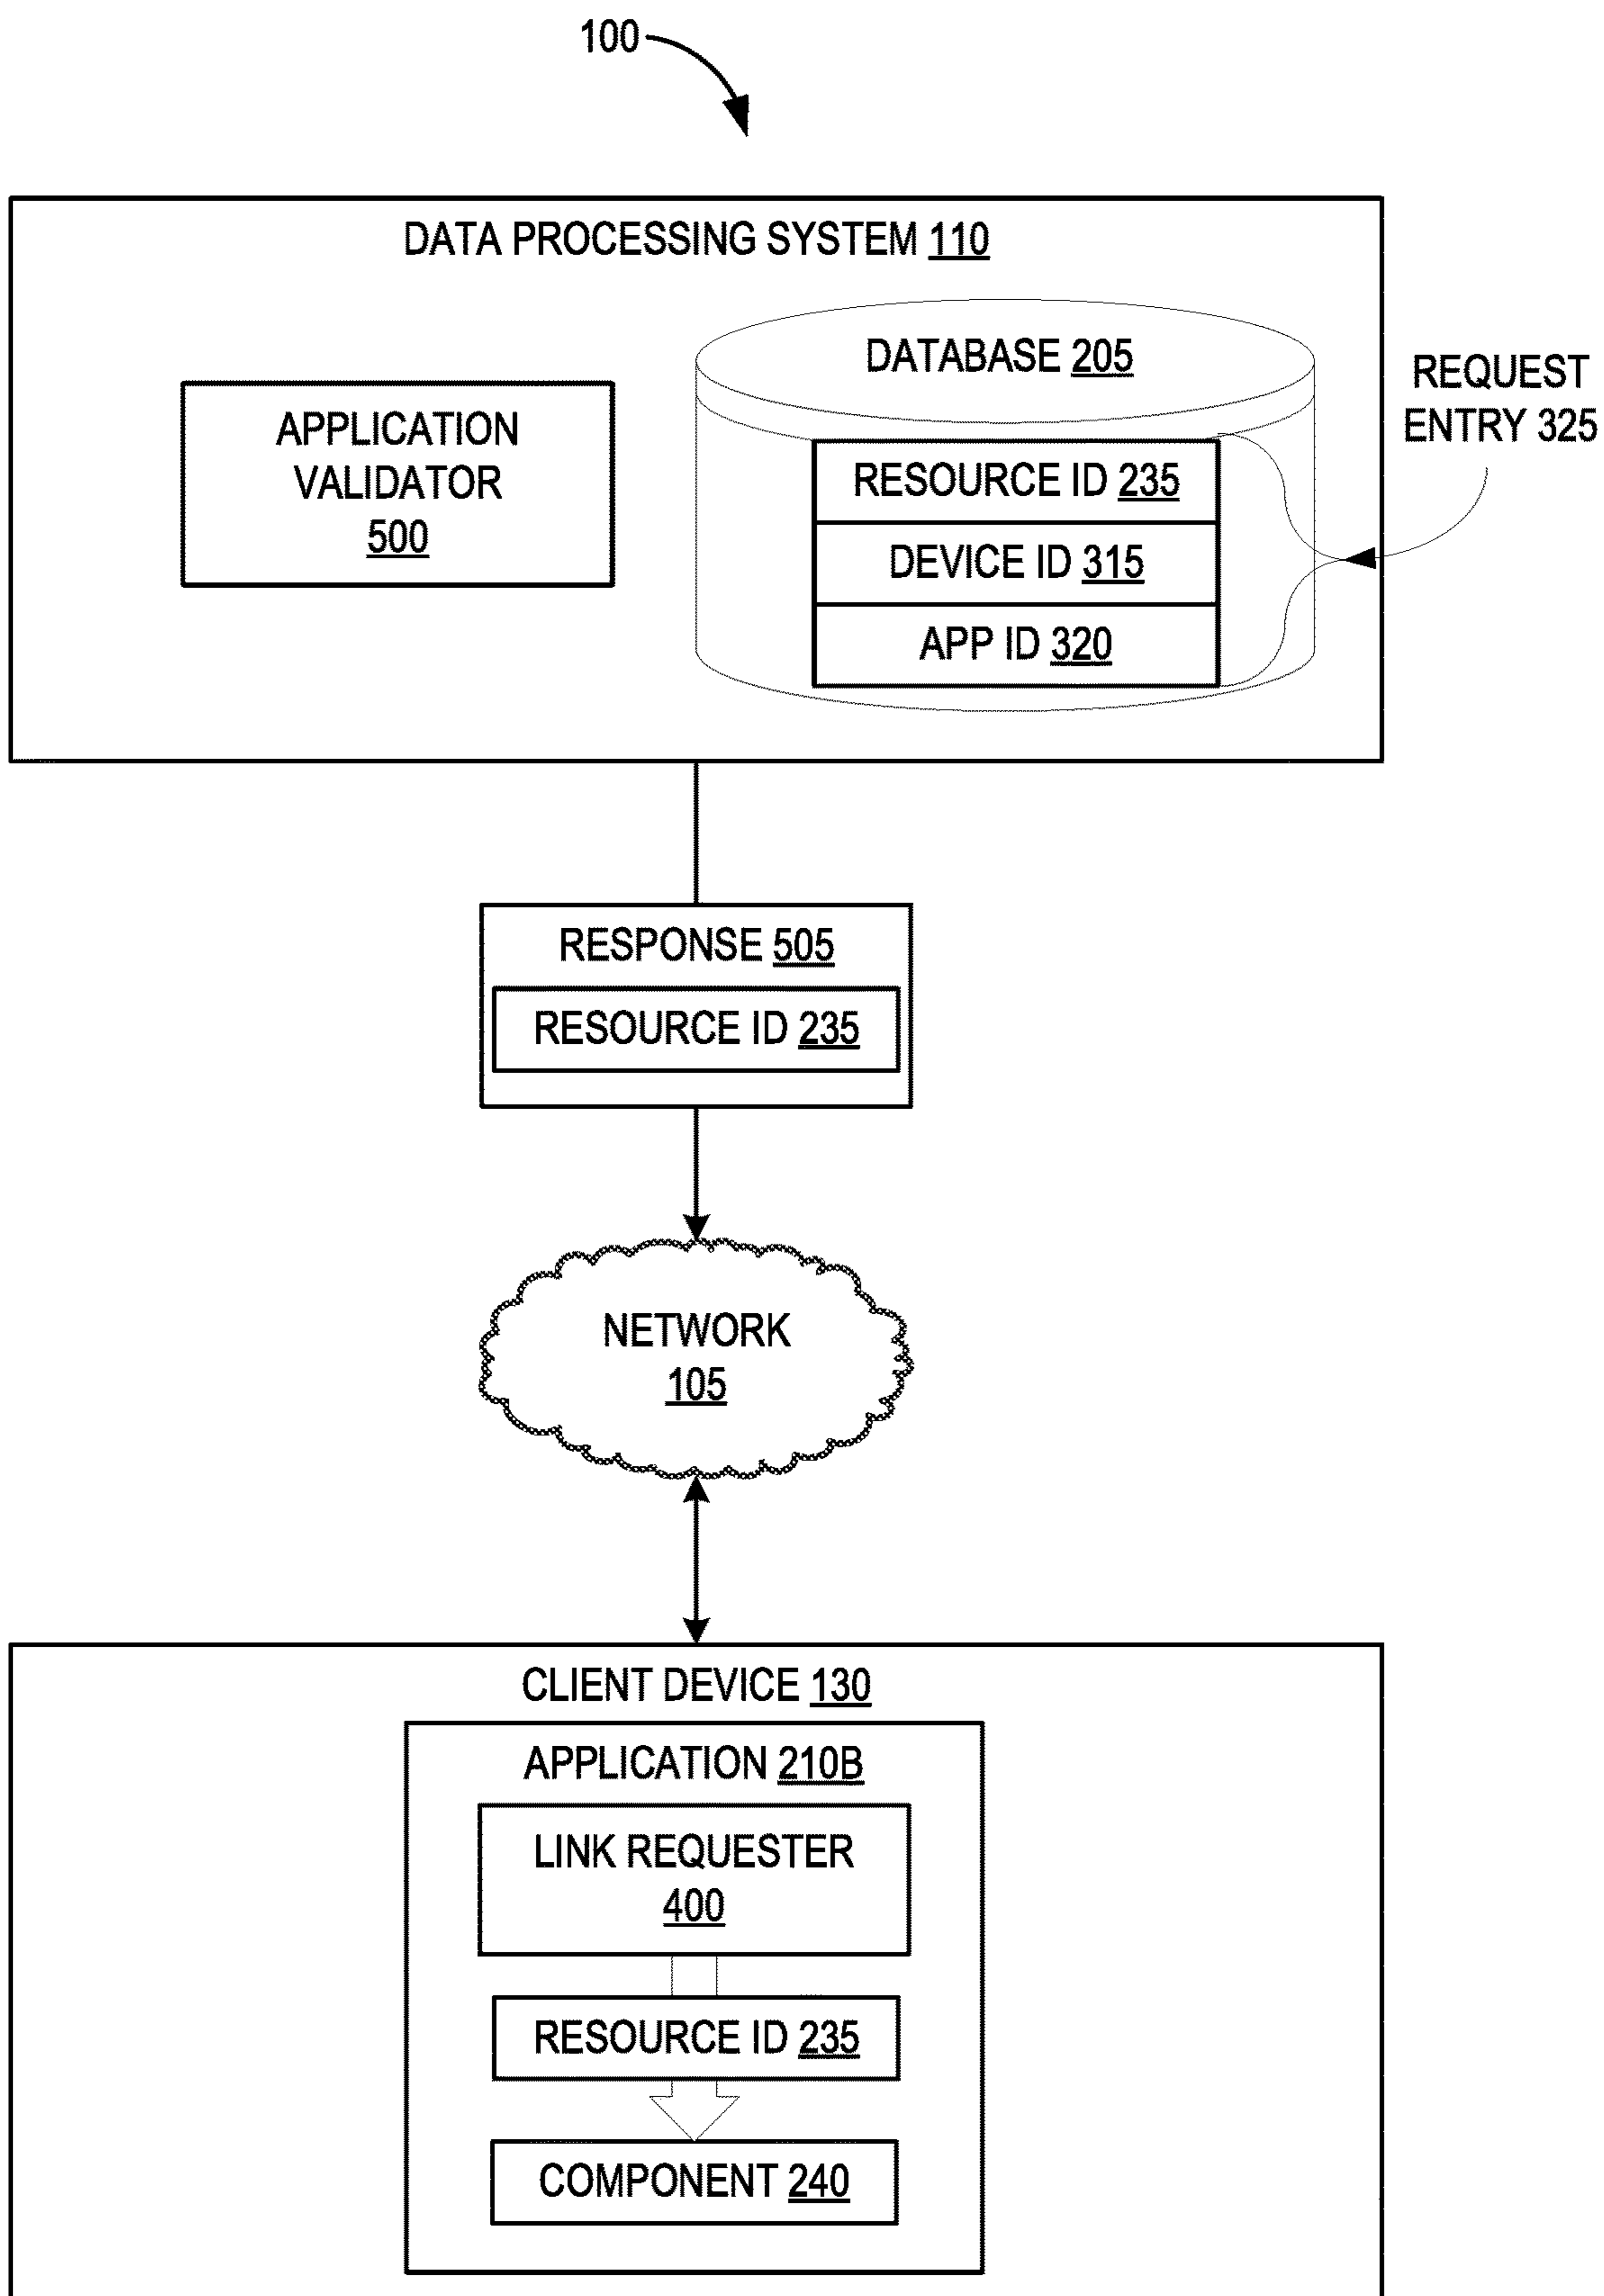 100
DATA PROCESSING SYSTEM 110
DATABASE 205
REQUEST
ENTRY 325
APPLICATION
VALIDATOR
500
RESOURCE ID 235
DEVICE ID 315
APP ID 320
RESPONSE 505
RESOURCE ID 235
NETWORK
105
CLIENT DEVICE 130
APPLICATION 210B
LINK REQUESTER
400
RESOURCE ID 235
COMPONENT 240